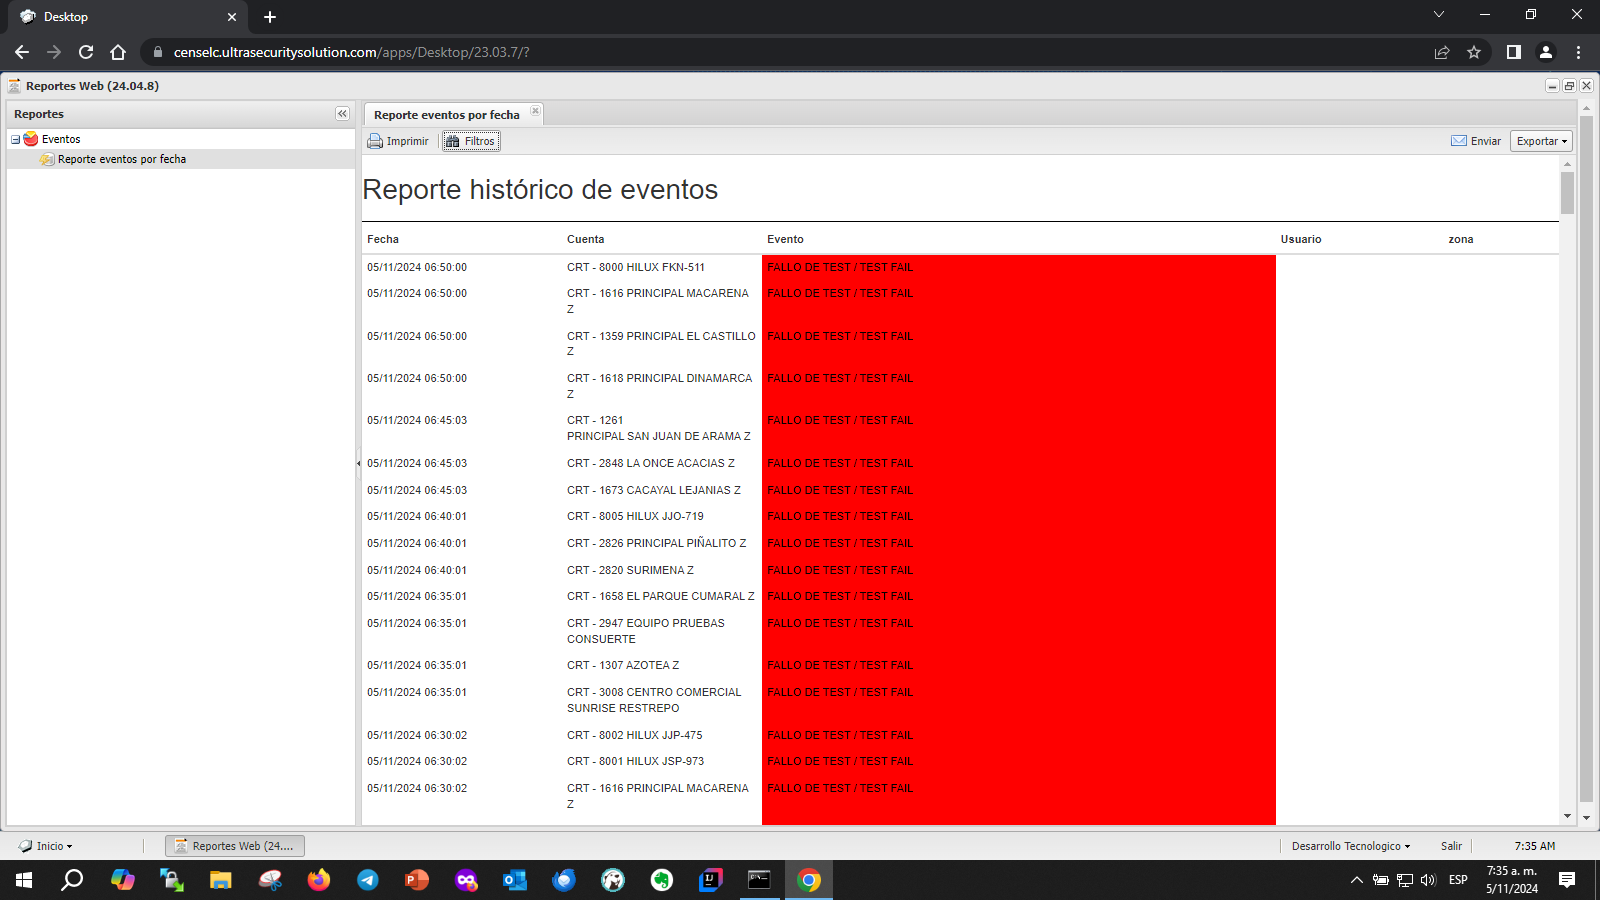 Desktop
censelc.ultrasecuritysolution.com/apps/Desktop/23.03.7/?
Reportes Web (24.04.8)
Reportes
Eventos
Reporte eventos por fecha
Reporte eventos por fecha
Imprimir Filtros Enviar Exportar
Reporte histórico de eventos
Fecha Cuenta Evento Usuario zona
05/11/2024 06:50:00 CRT - 8000 HILUX FKN-511 FALLO DE TEST / TEST FAIL
05/11/2024 06:50:00 CRT - 1616 PRINCIPAL MACARENA FALLO DE TEST / TEST FAIL
Z
05/11/2024 06:50:00 CRT - 1359 PRINCIPAL EL CASTILLO FALLO DE TEST / TEST FAIL
Z
05/11/2024 06:50:00 CRT - 1618 PRINCIPAL DINAMARCA FALLO DE TEST / TEST FAIL
Z
05/11/2024 06:45:03 CRT - 1261 FALLO DE TEST / TEST FAIL
PRINCIPAL SAN JUAN DE ARAMA Z
05/11/2024 06:45:03 CRT - 2848 LA ONCE ACACIAS Z FALLO DE TEST / TEST FAIL
05/11/2024 06:45:03 CRT - 1673 CACAYAL LEJANIAS Z FALLO DE TEST / TEST FAIL
05/11/2024 06:40:01 CRT - 8005 HILUX JJO-719 FALLO DE TEST / TEST FAIL
05/11/2024 06:40:01 CRT - 2826 PRINCIPAL PIÑALITO Z FALLO DE TEST / TEST FAIL
05/11/2024 06:40:01 CRT - 2820 SURIMENA Z FALLO DE TEST / TEST FAIL
05/11/2024 06:35:01 CRT - 1658 EL PARQUE CUMARAL Z FALLO DE TEST / TEST FAIL
05/11/2024 06:35:01 CRT - 2947 EQUIPO PRUEBAS FALLO DE TEST / TEST FAIL
CONSUERTE
05/11/2024 06:35:01 CRT - 1307 AZOTEA Z FALLO DE TEST / TEST FAIL
05/11/2024 06:35:01 CRT - 3008 CENTRO COMERCIAL FALLO DE TEST / TEST FAIL
SUNRISE RESTREPO
05/11/2024 06:30:02 CRT - 8002 HILUX JJP-475 FALLO DE TEST / TEST FAIL
05/11/2024 06:30:02 CRT - 8001 HILUX JSP-973 FALLO DE TEST / TEST FAIL
05/11/2024 06:30:02 CRT - 1616 PRINCIPAL MACARENA FALLO DE TEST / TEST FAIL
Z
Inicio Reportes Web (24.... Desarrollo Tecnologico Salir 7:35 AM
ESP 7:35 a. m.
5/11/2024